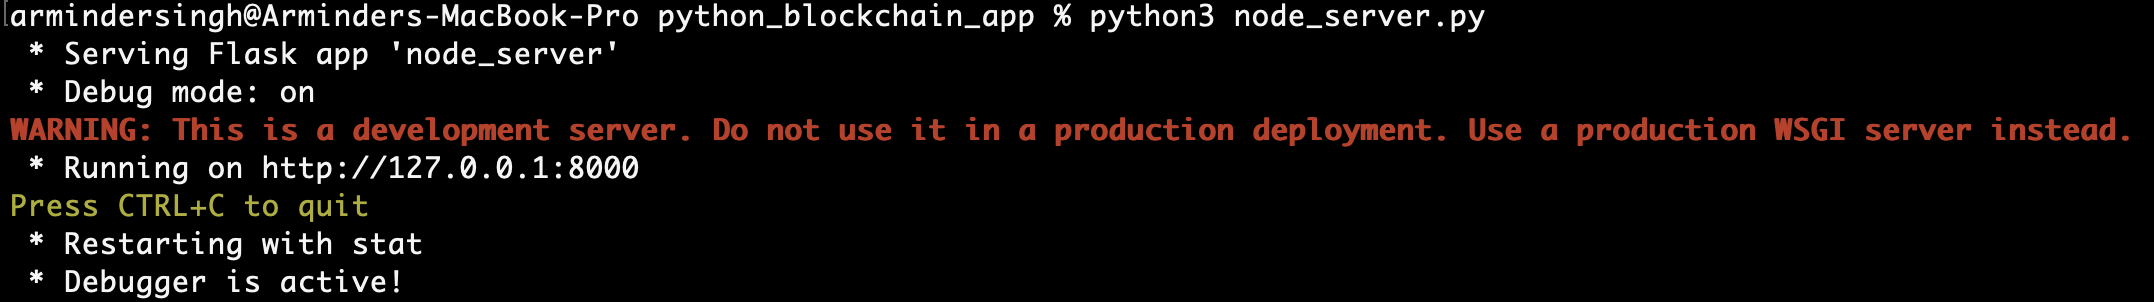 armindersingh@Arminders-MacBook-Pro python_blockchain_app % python3 node_server.py
* Serving Flask app 'node_server'
* Debug mode: on
WARNING: This is a development server. Do not use it in a production deployment. Use a production WSGI server instead.
* Running on http://127.0.0.1:8000
Press CTRL+C to quit
* Restarting with stat
* Debugger is active!